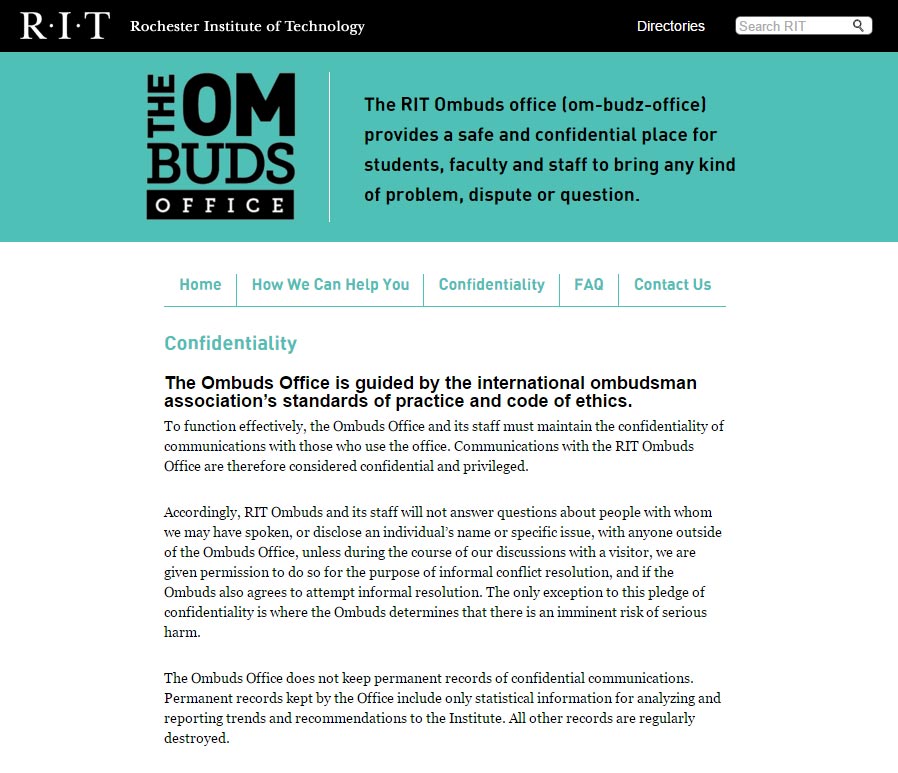 R·I·T Rochester Institute of Technology
Directories
Search RIT
THE OM
BUDS
OFFICE
The RIT Ombuds office (om-budz-office)
provides a safe and confidential place for
students, faculty and staff to bring any kind
of problem, dispute or question.
Home How We Can Help You Confidentiality FAQ Contact Us
Confidentiality
The Ombuds Office is guided by the international ombudsman
association’s standards of practice and code of ethics.
To function effectively, the Ombuds Office and its staff must maintain the confidentiality of
communications with those who use the office. Communications with the RIT Ombuds
Office are therefore considered confidential and privileged.
Accordingly, RIT Ombuds and its staff will not answer questions about people with whom
we may have spoken, or disclose an individual’s name or specific issue, with anyone outside
of the Ombuds Office, unless during the course of our discussions with a visitor, we are
given permission to do so for the purpose of informal conflict resolution, and if the
Ombuds also agrees to attempt informal resolution. The only exception to this pledge of
confidentiality is where the Ombuds determines that there is an imminent risk of serious
harm.
The Ombuds Office does not keep permanent records of confidential communications.
Permanent records kept by the Office include only statistical information for analyzing and
reporting trends and recommendations to the Institute. All other records are regularly
destroyed.